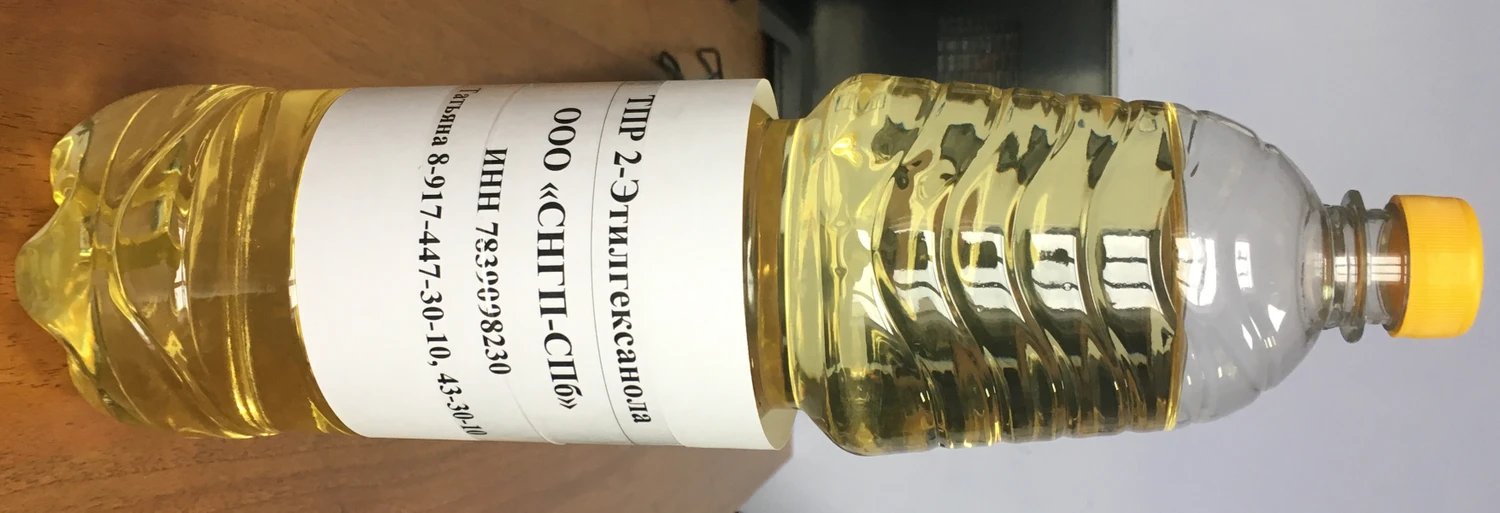 ТПР 2-Этилгексанола
ООО «СНГП-СПб»
ИНН 7839098230
Татьяна 8-917-447-30-10, 43-30-10